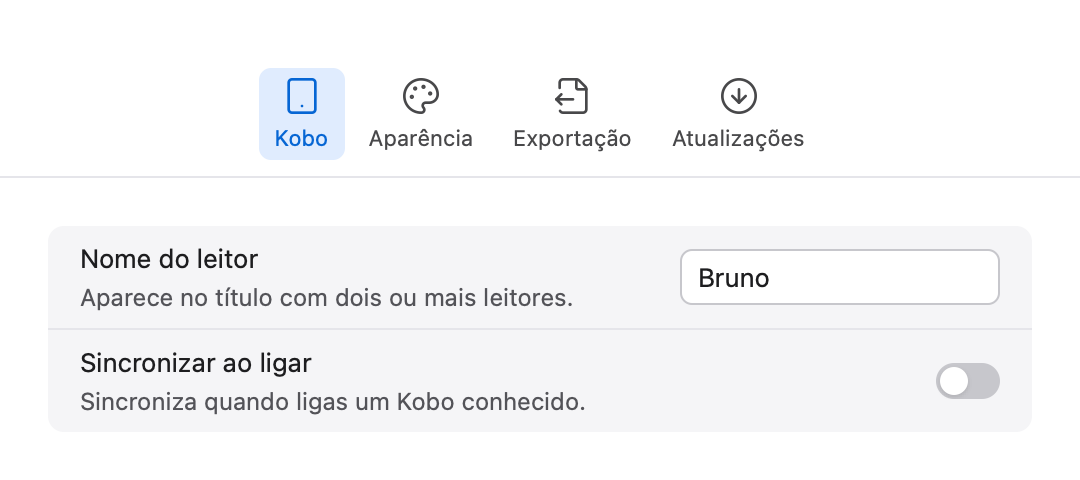 Kobo
Aparência
Exportação
Atualizações
Nome do leitor
Aparece no título com dois ou mais leitores.
Bruno
Sincronizar ao ligar
Sincroniza quando ligas um Kobo conhecido.